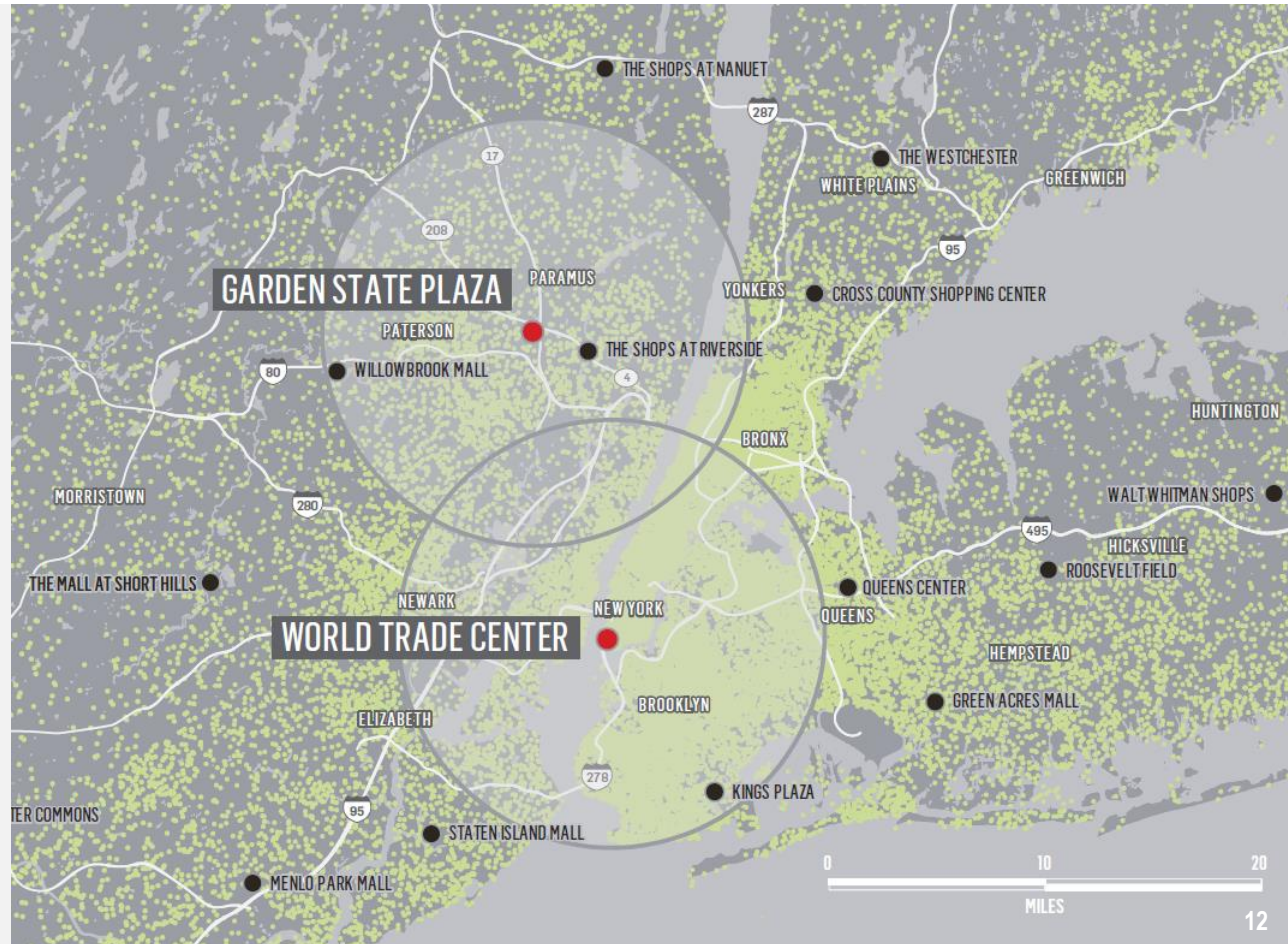 THE SHOPS AT NANUET
287
17
THE WESTCHESTER
WHITE PLAINS
GREENWICH
208
95
GARDEN STATE PLAZA
PARAMUS
YONKERS
CROSS COUNTY SHOPPING CENTER
PATERSON
THE SHOPS AT RIVERSIDE
80
WILLOWBROOK MALL
4
HUNTINGTON
BRONX
MORRISTOWN
280
WALT WHITMAN SHOPS
495
HICKSVILLE
THE MALL AT SHORT HILLS
ROOSEVELT FIELD
NEWARK
NEW YORK
QUEENS CENTER
QUEENS
WORLD TRADE CENTER
HEMPSTEAD
BROOKLYN
GREEN ACRES MALL
ELIZABETH
278
KINGS PLAZA
95
TER COMMONS
STATEN ISLAND MALL
MENLO PARK MALL
0 10 20
MILES
12